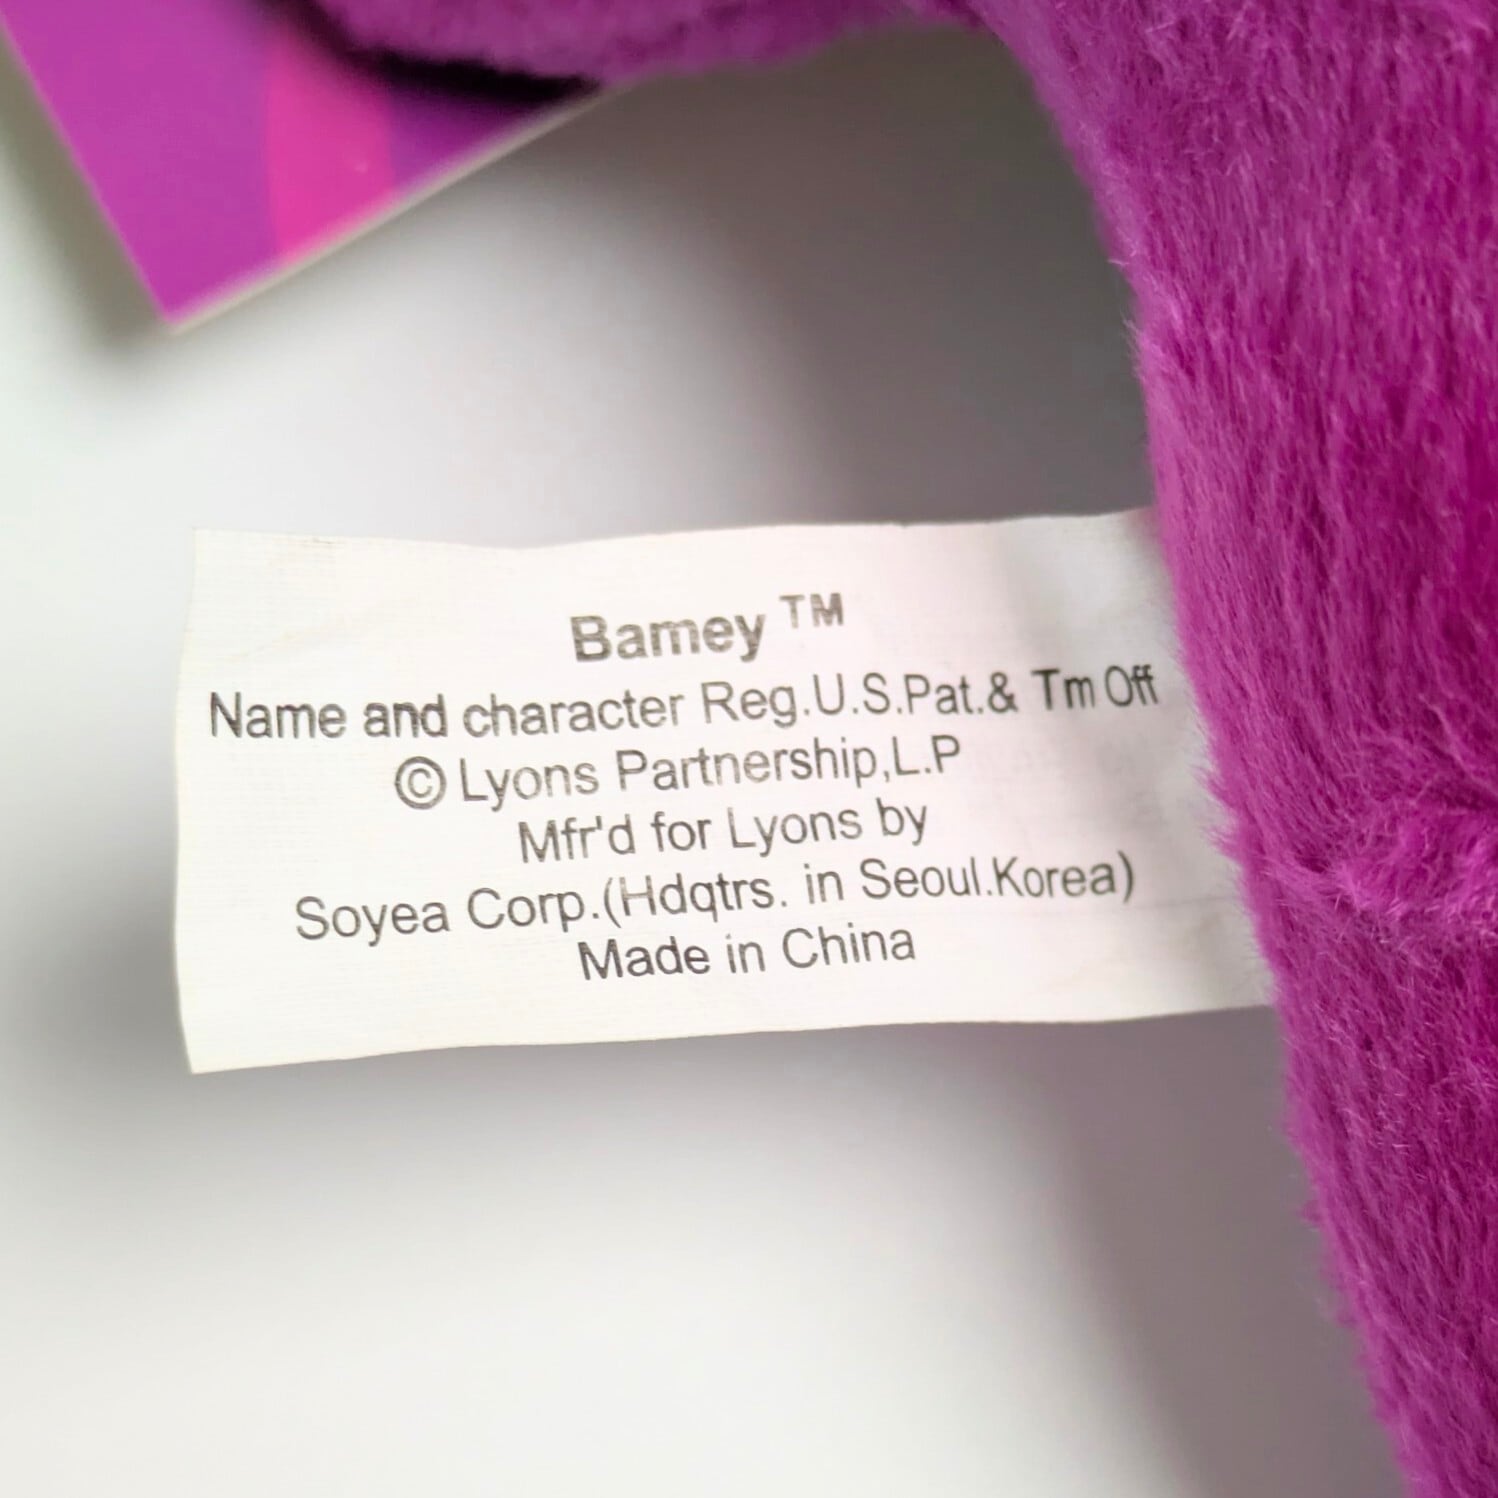 Barney TM
Name and character Reg.U.S.Pat.& Tm Off
© Lyons Partnership,L.P
Mfr'd for Lyons by
Soyea Corp.(Hdqtrs. in Seoul.Korea)
Made in China